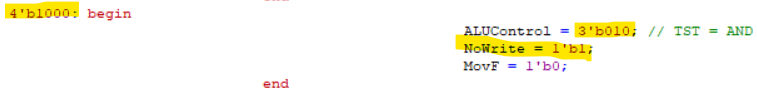 4'b1000: begin
ALUControl = 3'b010; // TST = AND
NoWrite = 1'b1;
MovF = 1'b0;
end